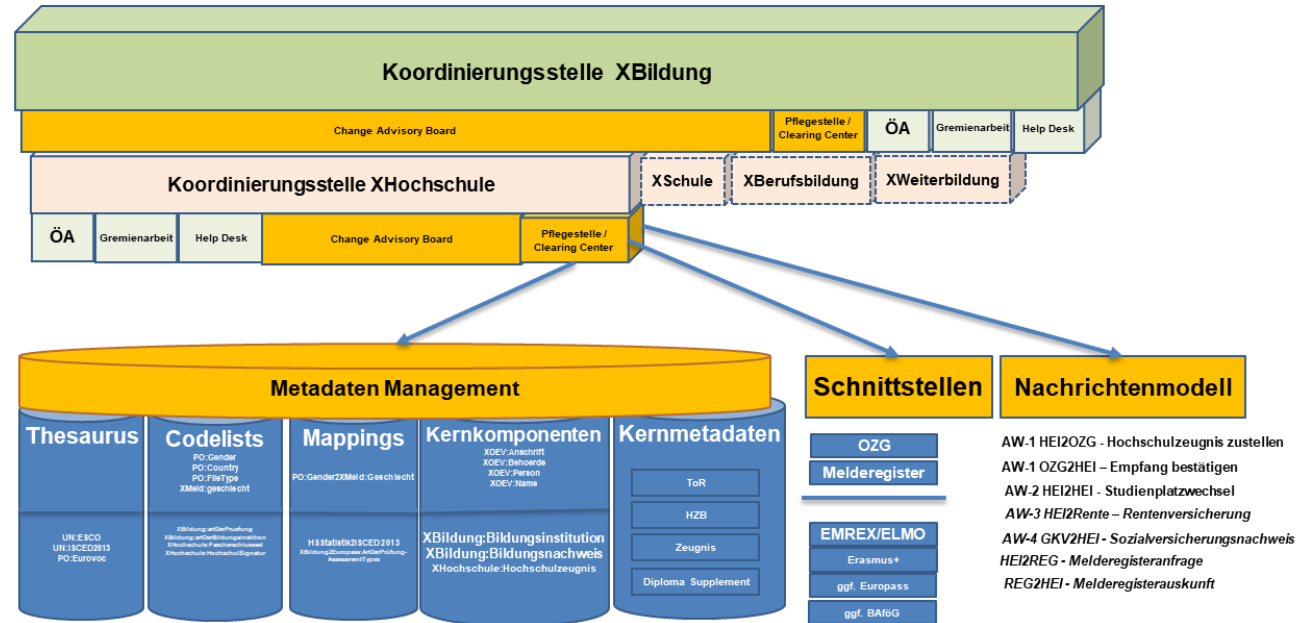 Koordinierungsstelle XBildung
Change Advisory Board
Pflegestelle /
Clearing Center
ÖA
Gremienarbeit
Help Desk
Koordinierungsstelle XHochschule
XSchule
XBerufsbildung
XWeiterbildung
ÖA
Gremienarbeit
Help Desk
Change Advisory Board
Pflegestelle /
Clearing Center
Metadaten Management
Thesaurus
UN:ESCO
UN:ISCED2013
PO:Eurovoc
Codelists
PO:Gender
PO:Country
PO:FileType
XMeld:geschlecht
XBildung:artDerPruefung
XBildung:artDerBildungsinstitition
XHochschule:Faecherschluessel
XHochschule:HochschulSignatur
Mappings
PO:Gender2XMeld:Geschlecht
HSStatistik2ISCED2013
XBildung2Europass:ArtDerPrüfung-
AssessmentTypes
Kernkomponenten
XOEV:Anschrift
XOEV:Behoerde
XOEV:Person
XOEV:Name
XBildung:Bildungsinstitution
XBildung:Bildungsnachweis
XHochschule:Hochschulzeugnis
Kernmetadaten
ToR
HZB
Zeugnis
Diploma Supplement
Schnittstellen
OZG
Melderegister
EMREX/ELMO
Erasmus+
ggf. Europass
ggf. BAföG
Nachrichtenmodell
AW-1 HEI2OZG - Hochschulzeugnis zustellen
AW-1 OZG2HEI – Empfang bestätigen
AW-2 HEI2HEI - Studienplatzwechsel
AW-3 HEI2Rente – Rentenversicherung
AW-4 GKV2HEI - Sozialversicherungsnachweis
HEI2REG - Melderegisteranfrage
REG2HEI - Melderegisterauskunft